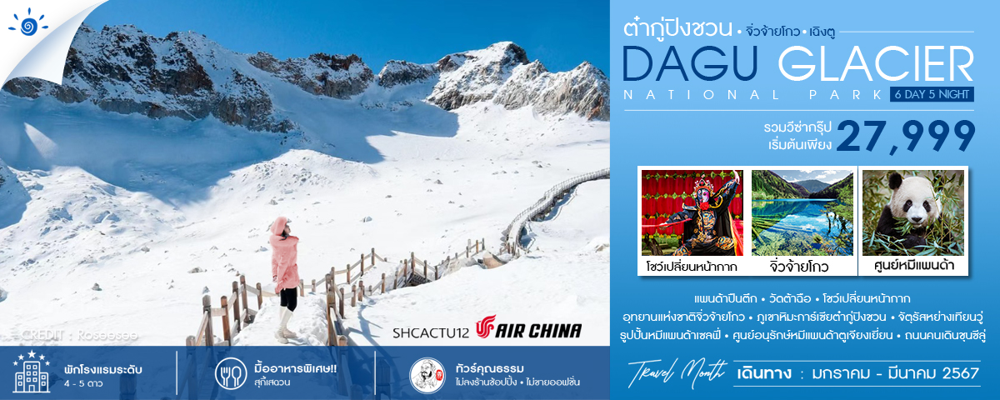 ต๋ากู่ปิงชวน • จิ่วจ้ายโกว • เฉิงตู
DAGU GLACIER
NATIONAL PARK 6 DAY 5 NIGHT
รวมวีซ่ากรุ๊ป
เริ่มต้นเพียง 27,999
โชว์เปลี่ยนหน้ากาก
จิ่วจ้ายโกว
ศูนย์หมีแพนด้า
แพนด้าปีนตึก • วัดต้าฉือ • โชว์เปลี่ยนหน้ากาก
อุทยานแห่งชาติจิ่วจ้ายโกว • ภูเขาหิมะการ์เซียต๋ากู่ปิงชวน • จัตุรัสหย่างเทียนวู่
รูปปั้นหมีแพนด้าเซลฟี่ • ศูนย์อนุรักษ์หมีแพนด้าตูเจียงเยี่ยน • ถนนคนเดินชุนซีลู่
Travel Month เดินทาง : มกราคม - มีนาคม 2567
CREDIT : Roseesee
SHCACTU12 AIR CHINA
พักโรงแรมระดับ
4 - 5 ดาว
มื้ออาหารพิเศษ!!
สุกี้เสฉวน
ทัวร์คุณธรรม
ไม่ลงร้านช้อปปิ้ง • ไม่ขายออฟชั่น